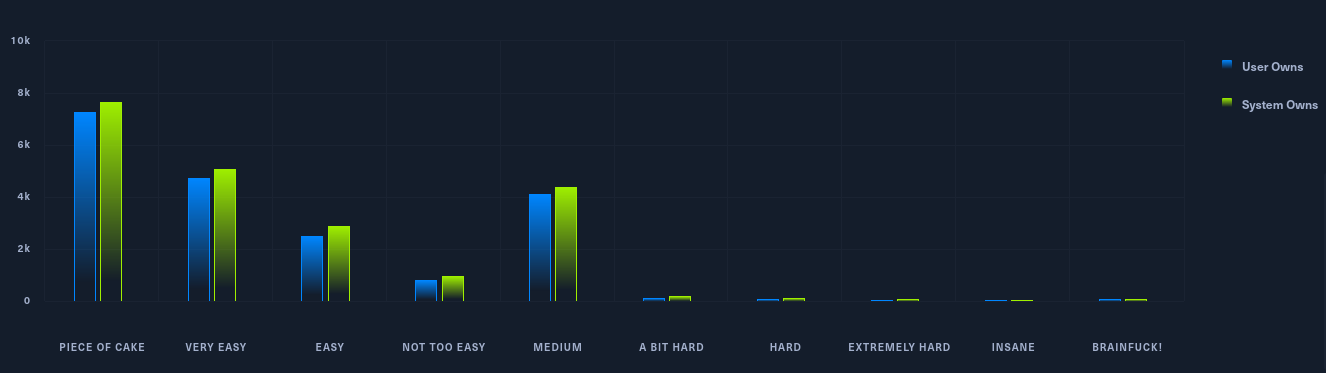 10k
8k
6k
4k
2k
0
PIECE OF CAKE
VERY EASY
EASY
NOT TOO EASY
MEDIUM
A BIT HARD
HARD
EXTREMELY HARD
INSANE
BRAINFUCK!
User Owns
System Owns